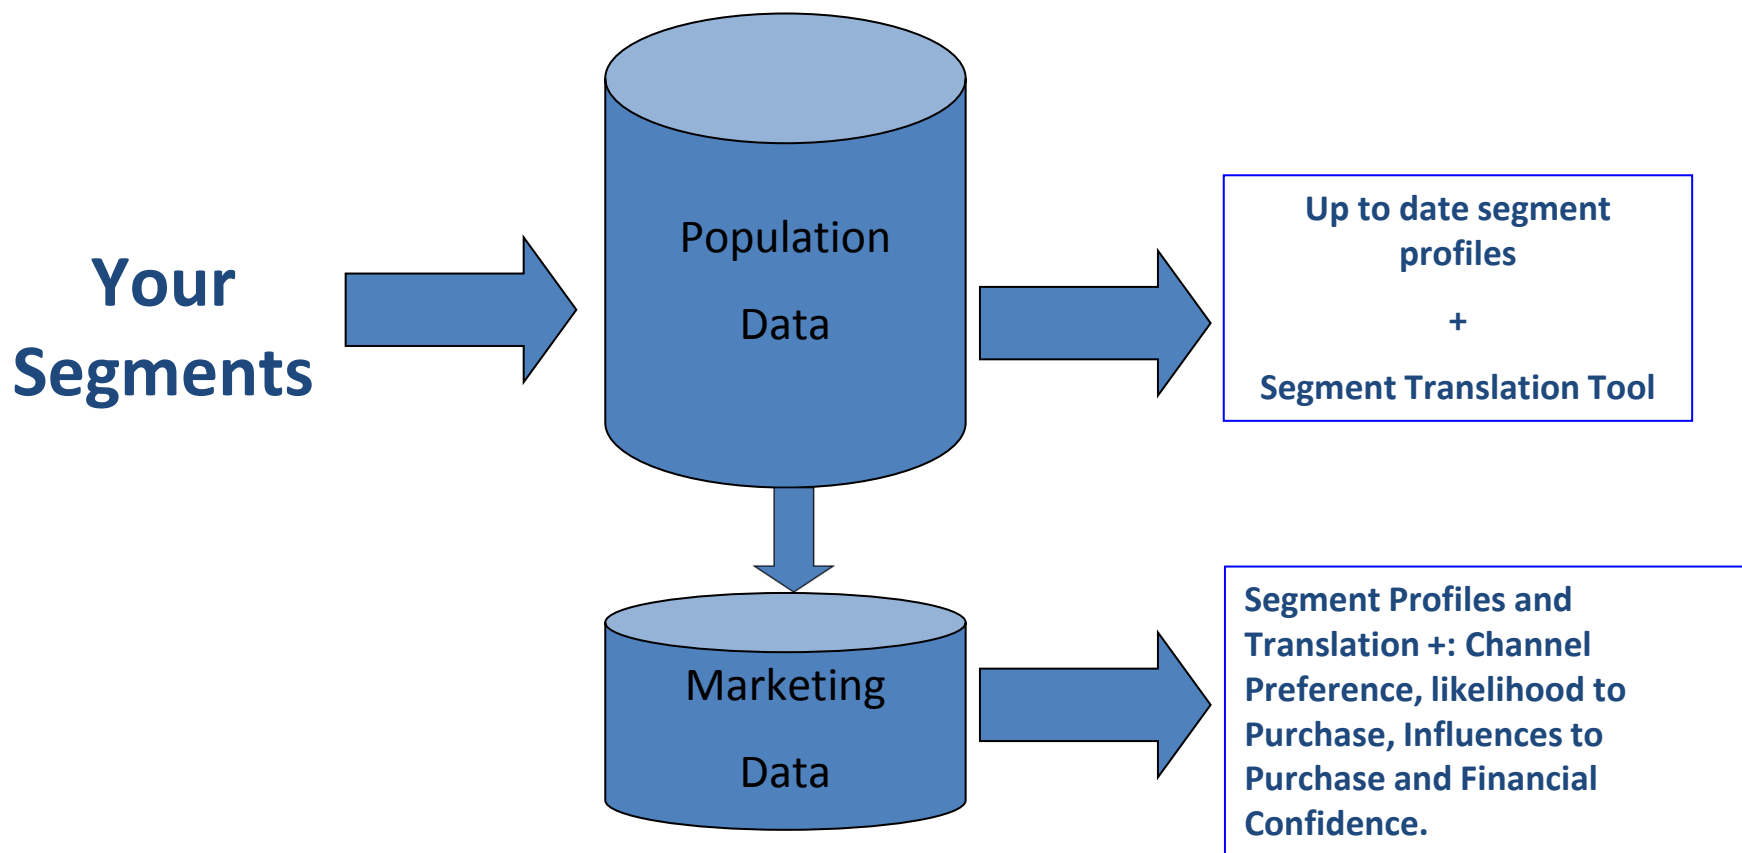 Your
Segments
Population
Data
Up to date segment
profiles
+
Segment Translation Tool
Marketing
Data
Segment Profiles and
Translation +: Channel
Preference, likelihood to
Purchase, Influences to
Purchase and Financial
Confidence.